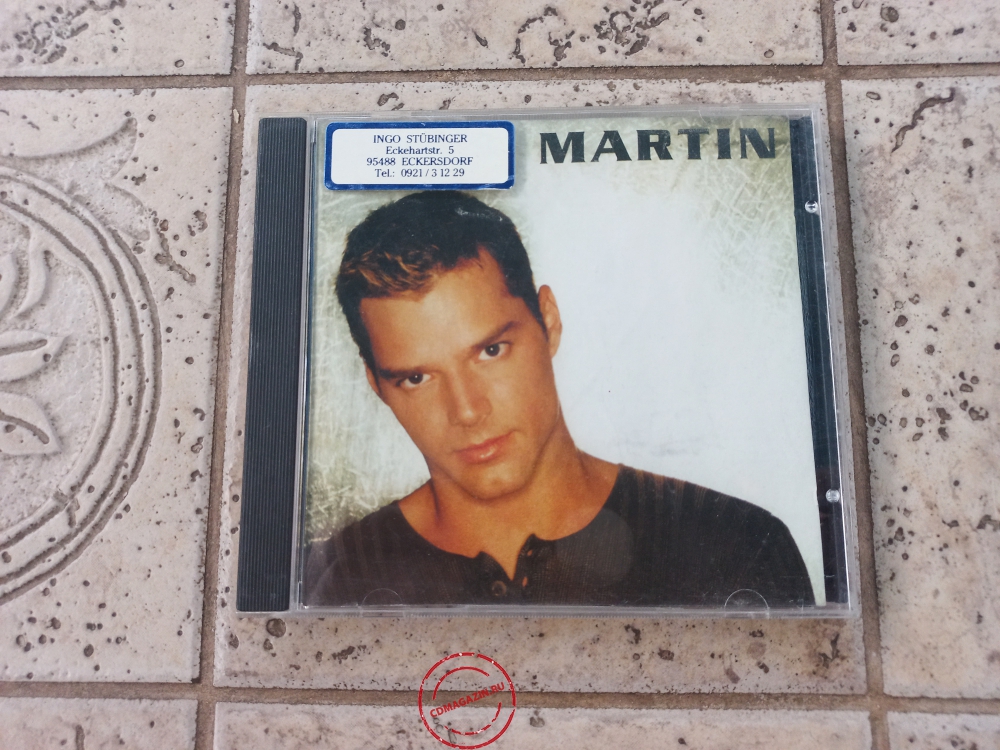 INGO STÜBINGER
Eckehartstr. 5
95488 ECKERSDORF
Tel.: 0921 / 3 12 29
MARTIN
CDMAGAZIN.RU